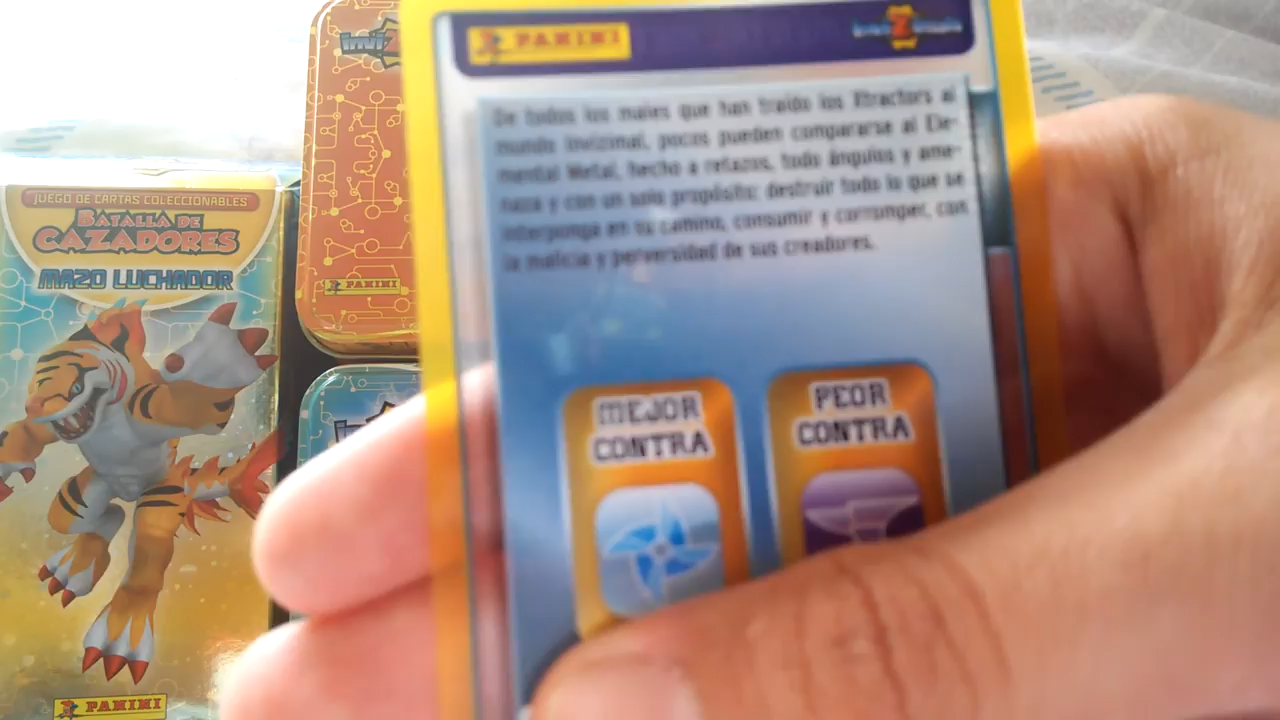 JUEGO DE CARTAS COLECCIONABLES
BATALLA DE
CAZADORES
MAZO LUCHADOR
PANINI
PANINI
PANINI
De todos los males que han traído los Xtractors al
mundo Invizimal, pocos pueden compararse al Ele-
mental Metal, hecho a retazos, todo ángulos y ame-
naza y con un solo propósito: destruir todo lo que se
interponga en su camino, consumir y corromper, con
la malicia y perversidad de sus creadores.
MEJOR
CONTRA
PEOR
CONTRA